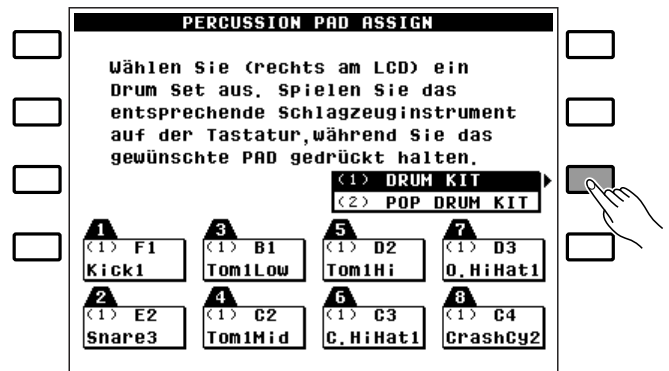 PERCUSSION PAD ASSIGN
Wählen Sie (rechts am LCD) ein
Drum Set aus. Spielen Sie das
entsprechende Schlagzeuginstrument
auf der Tastatur,während Sie das
gewünschte PAD gedrückt halten.
(1) DRUM KIT
(2) POP DRUM KIT
1 3 5 7
(1) F1 (1) B1 (1) D2 (1) D3
Kick1 Tom1Low Tom1Hi O.HiHat1
2 4 6 8
(1) E2 (1) C2 (1) C3 (1) C4
Snare3 Tom1Mid C.HiHat1 CrashCy2